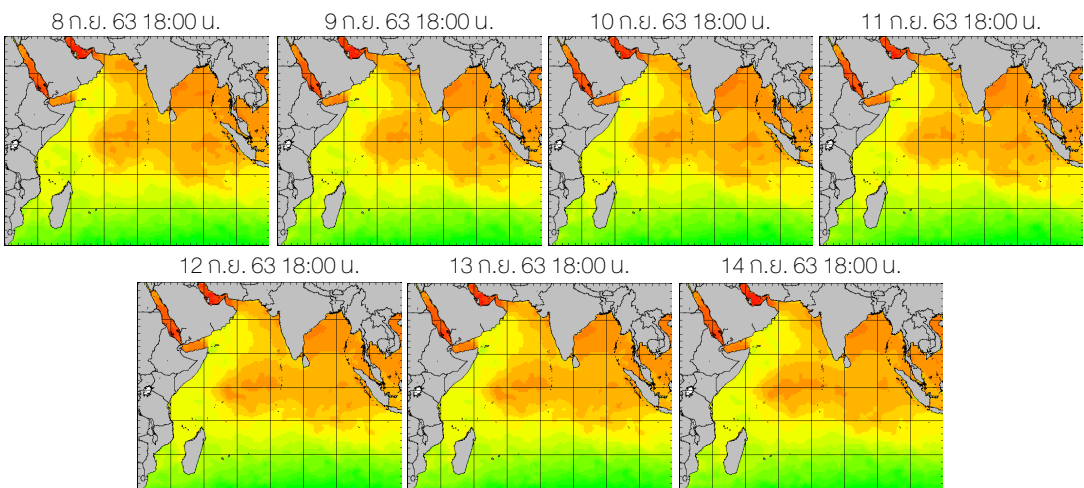 8 ก.ย. 63 18:00 น.
9 ก.ย. 63 18:00 น.
10 ก.ย. 63 18:00 น.
11 ก.ย. 63 18:00 น.
12 ก.ย. 63 18:00 น.
13 ก.ย. 63 18:00 น.
14 ก.ย. 63 18:00 น.